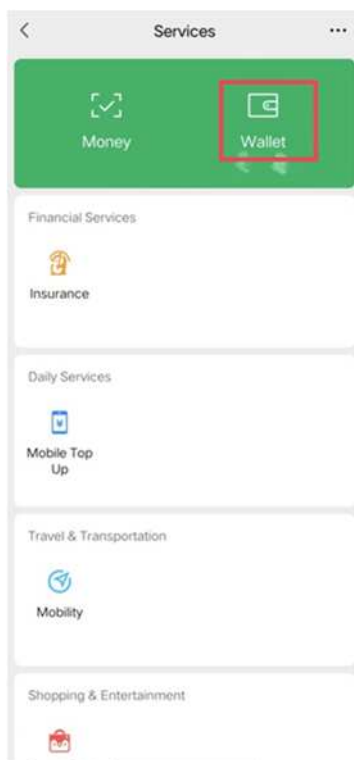 Services
Money
Wallet
Financial Services
Insurance
Daily Services
Mobile Top
Up
Travel & Transportation
Mobility
Shopping & Entertainment